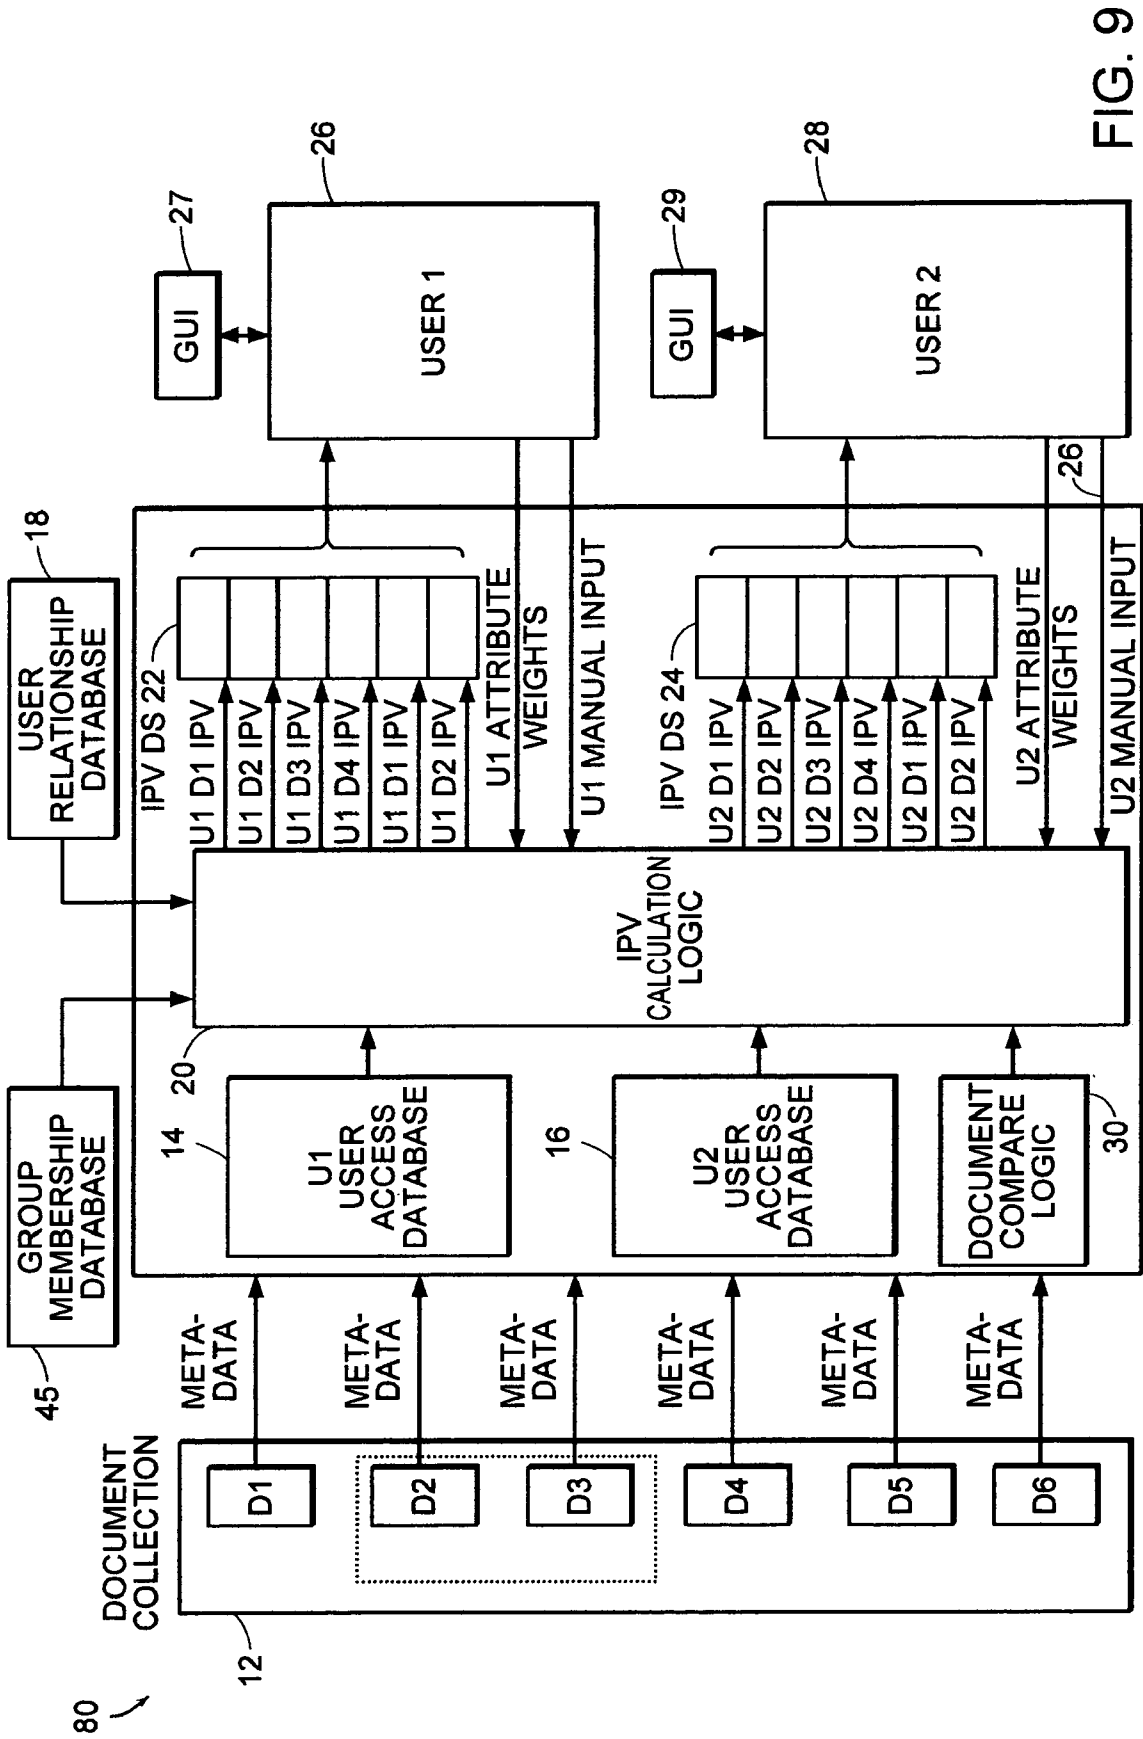 80
12
DOCUMENT
COLLECTION
D1
D2
D3
D4
D5
D6
META-
DATA
META-
DATA
META-
DATA
META-
DATA
META-
DATA
META-
DATA
45
GROUP
MEMBERSHIP
DATABASE
USER
RELATIONSHIP
DATABASE
18
14
U1
USER
ACCESS
DATABASE
16
U2
USER
ACCESS
DATABASE
DOCUMENT
COMPARE
LOGIC
30
20
IPV
CALCULATION
LOGIC
IPV DS 22
U1 D1 IPV
U1 D2 IPV
U1 D3 IPV
U1 D4 IPV
U1 D1 IPV
U1 D2 IPV
U1 ATTRIBUTE
WEIGHTS
U1 MANUAL INPUT
IPV DS 24
U2 D1 IPV
U2 D2 IPV
U2 D3 IPV
U2 D4 IPV
U2 D1 IPV
U2 D2 IPV
U2 ATTRIBUTE
WEIGHTS
U2 MANUAL INPUT
26
GUI
27
USER 1
26
GUI
29
USER 2
28
FIG. 9